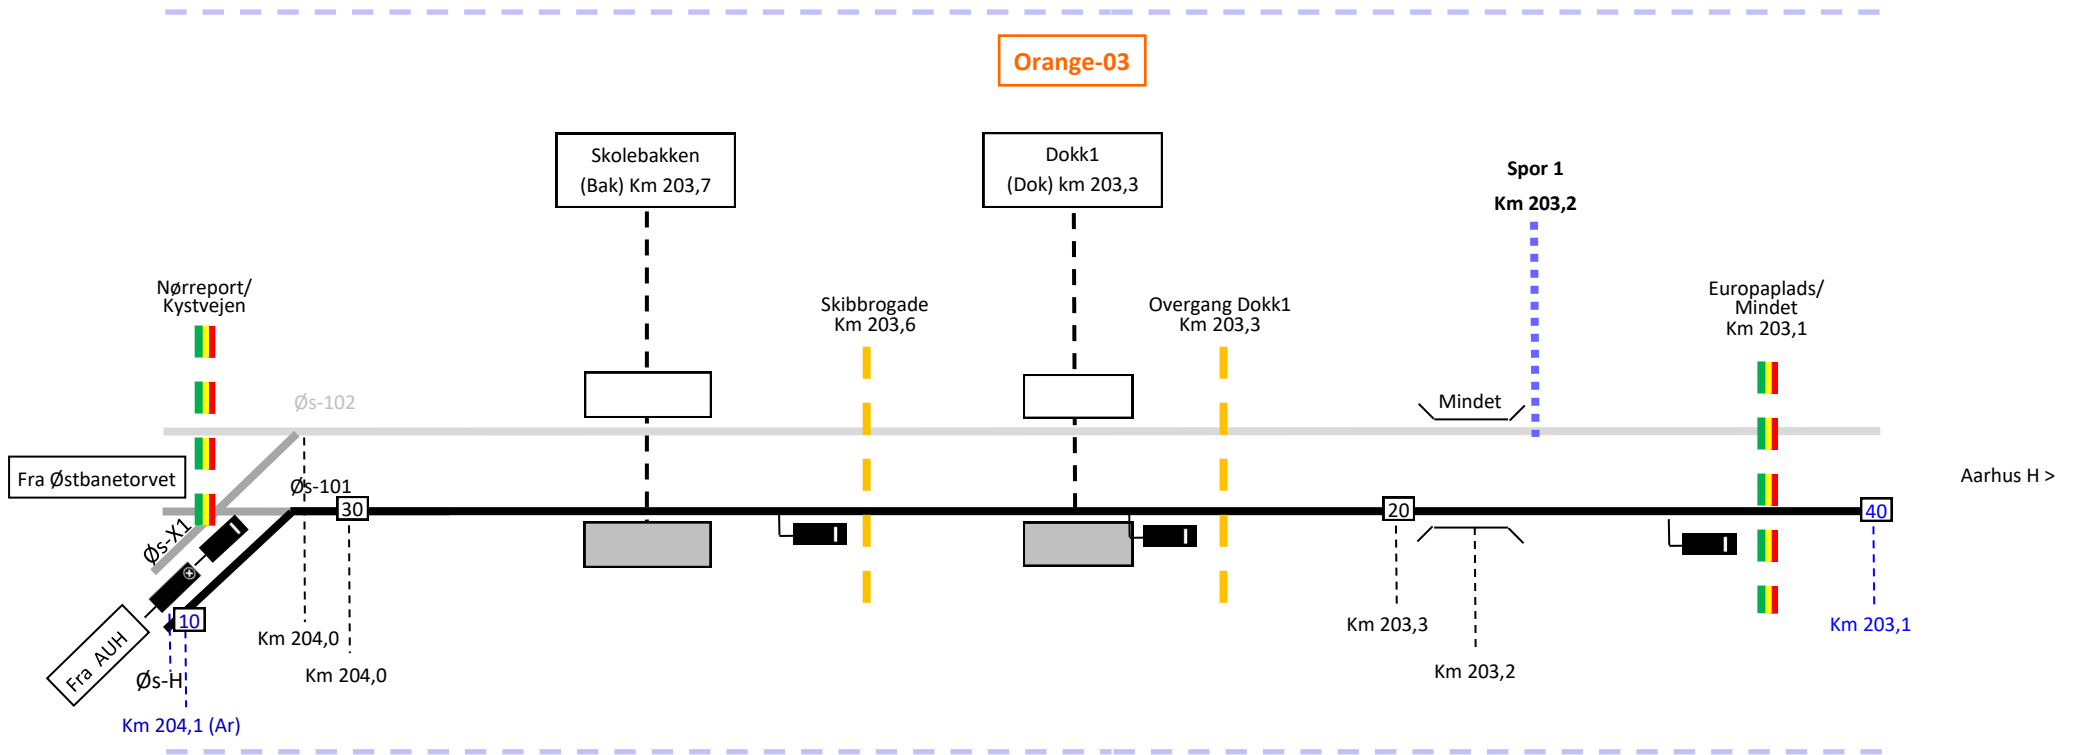 Orange-03
Skolebakken
(Bak) Km 203,7
Dokk1
(Dok) km 203,3
Spor 1
Km 203,2
Nørreport/
Kystvejen
Skibbrogade
Km 203,6
Overgang Dokk1
Km 203,3
Europaplads/
Mindet
Km 203,1
Øs-102
Mindet
Fra Østbanetorvet
Øs-101
Aarhus H >
30
20
40
Øs-X1
10
Fra AUH
Km 204,0
Km 203,3
Km 203,1
Øs-H
Km 204,0
Km 203,2
Km 204,1 (Ar)